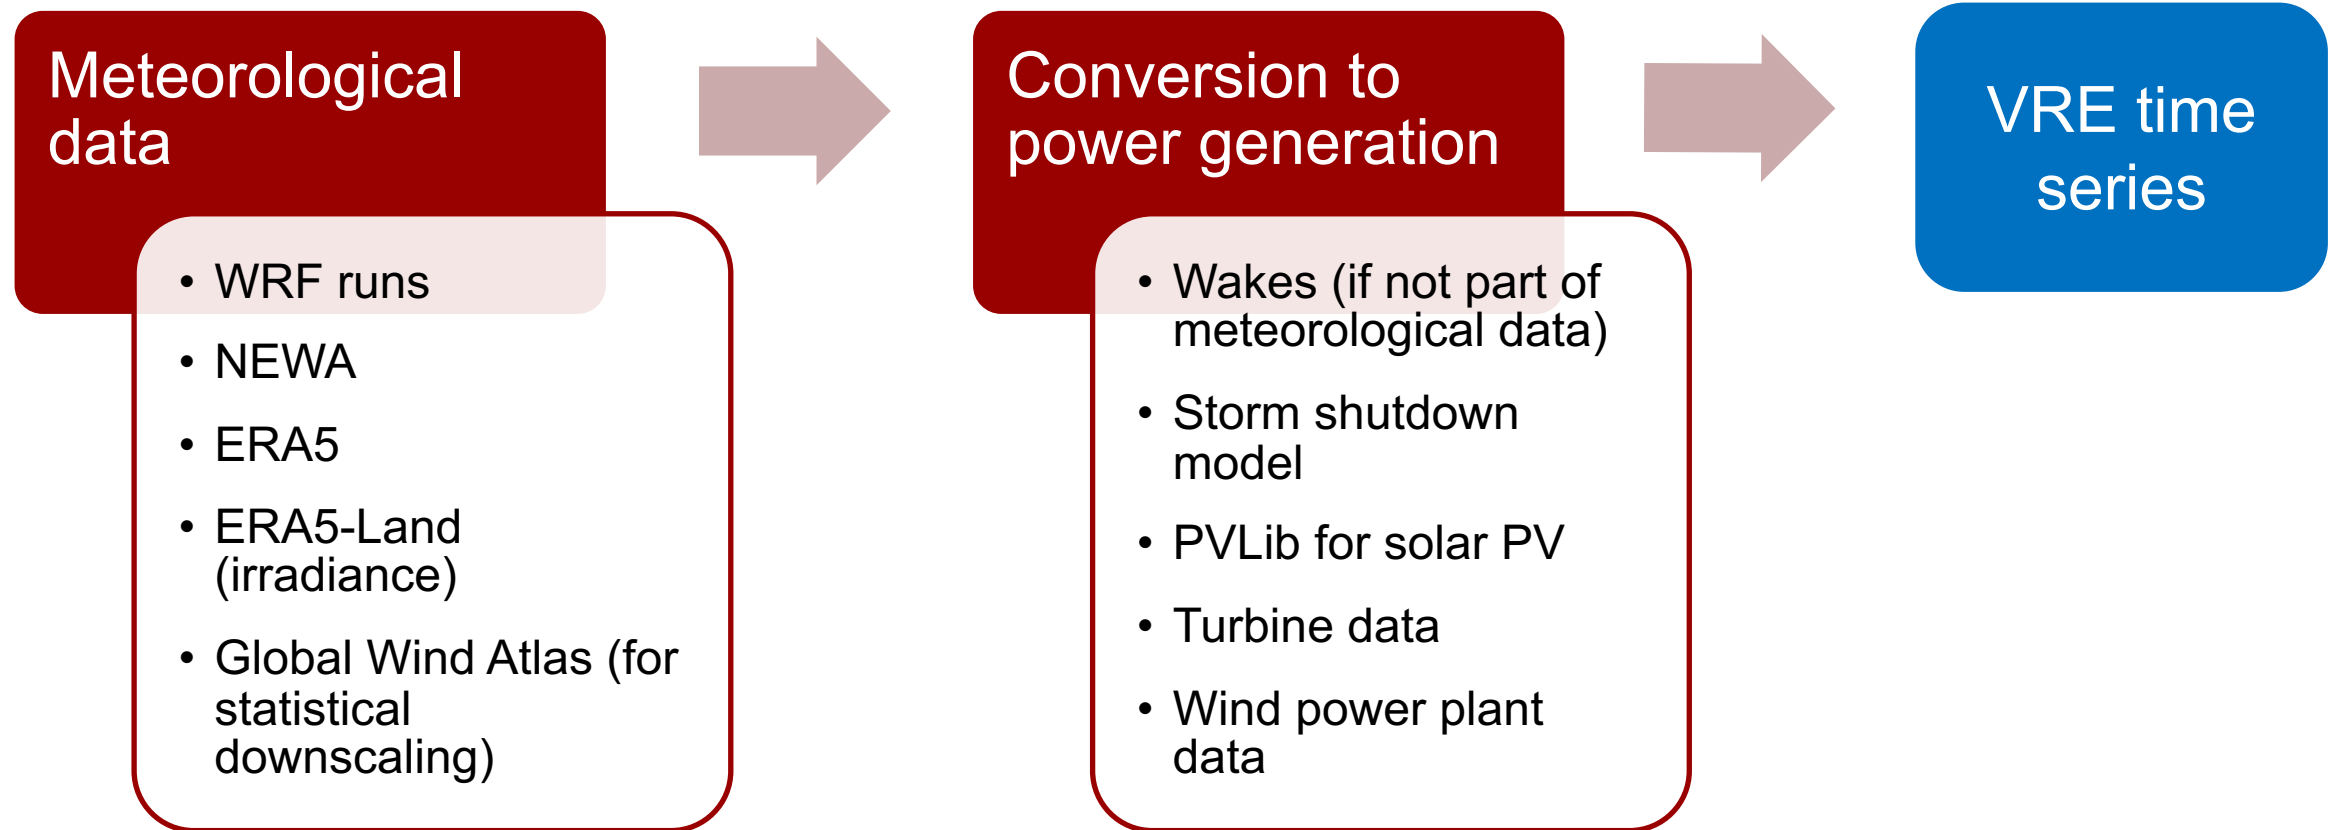 Meteorological
data
• WRF runs
• NEWA
• ERA5
• ERA5-Land
(irradiance)
• Global Wind Atlas (for
statistical
downscaling)
Conversion to
power generation
• Wakes (if not part of
meteorological data)
• Storm shutdown
model
• PVLib for solar PV
• Turbine data
• Wind power plant
data
VRE time
series